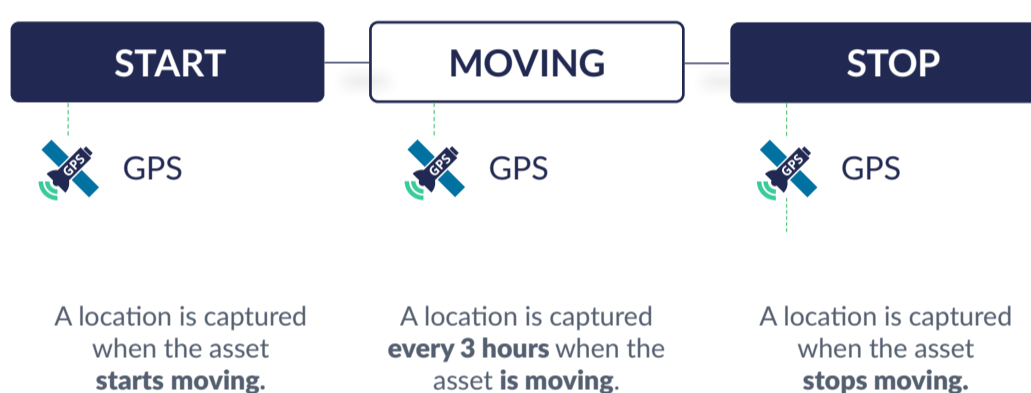 START
MOVING
STOP
GPS GPS
GPS GPS
GPS GPS
A location is captured
when the asset
starts moving.
A location is captured
every 3 hours when the
asset is moving.
A location is captured
when the asset
stops moving.